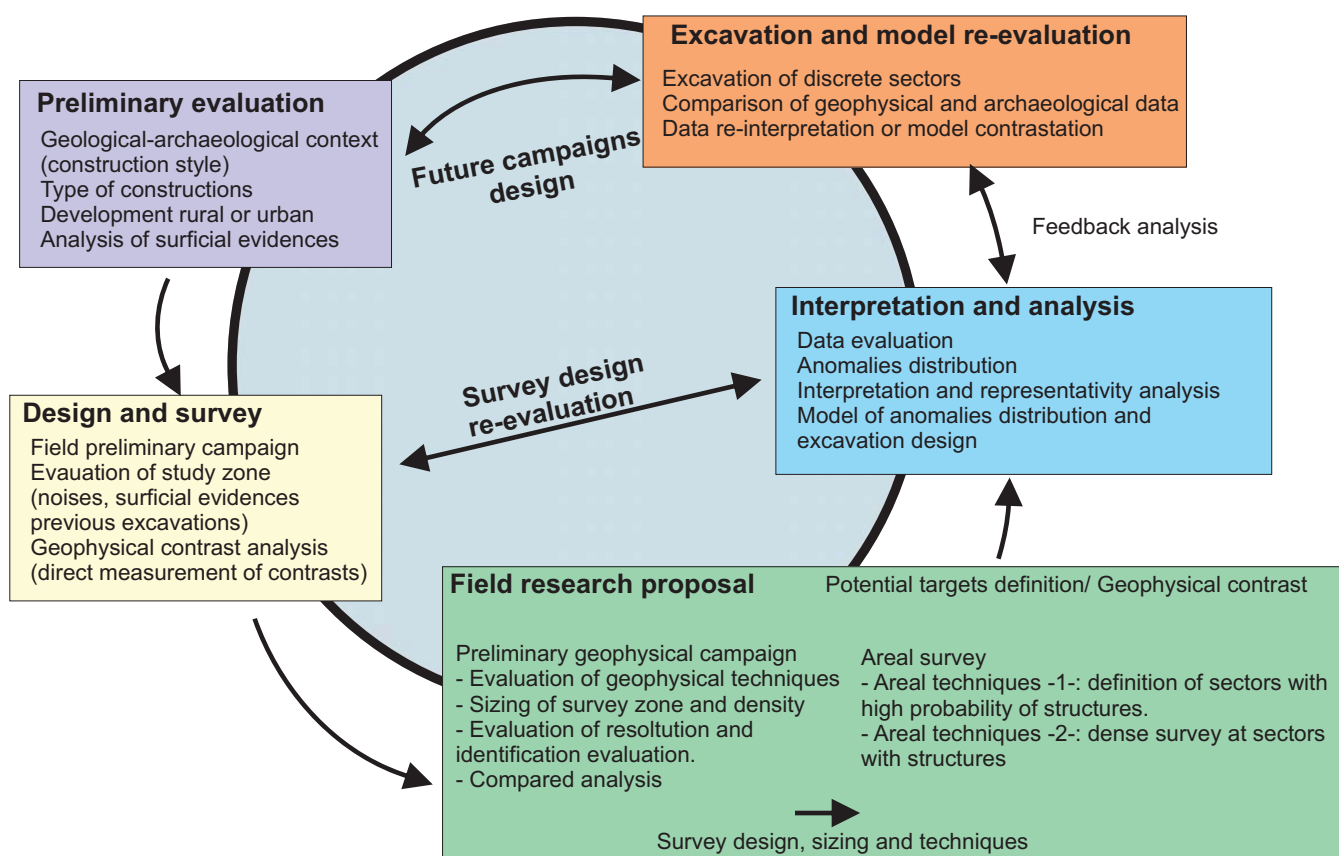 Preliminary evaluation
Geological-archaeological context
(construction style)
Type of constructions
Development rural or urban
Analysis of surficial evidences
Excavation and model re-evaluation
Excavation of discrete sectors
Comparison of geophysical and archaeological data
Data re-interpretation or model contrastation
Future campaigns
design
Feedback analysis
Interpretation and analysis
Data evaluation
Anomalies distribution
Interpretation and representativity analysis
Model of anomalies distribution and
excavation design
Survey design
re-evaluation
Design and survey
Field preliminary campaign
Evauation of study zone
(noises, surficial evidences
previous excavations)
Geophysical contrast analysis
(direct measurement of contrasts)
Field research proposal
Potential targets definition/ Geophysical contrast
Preliminary geophysical campaign
- Evaluation of geophysical techniques
- Sizing of survey zone and density
- Evaluation of resoltution and
identification evaluation.
- Compared analysis
Areal survey
- Areal techniques -1-: definition of sectors with
high probability of structures.
- Areal techniques -2-: dense survey at sectors
with structures
Survey design, sizing and techniques